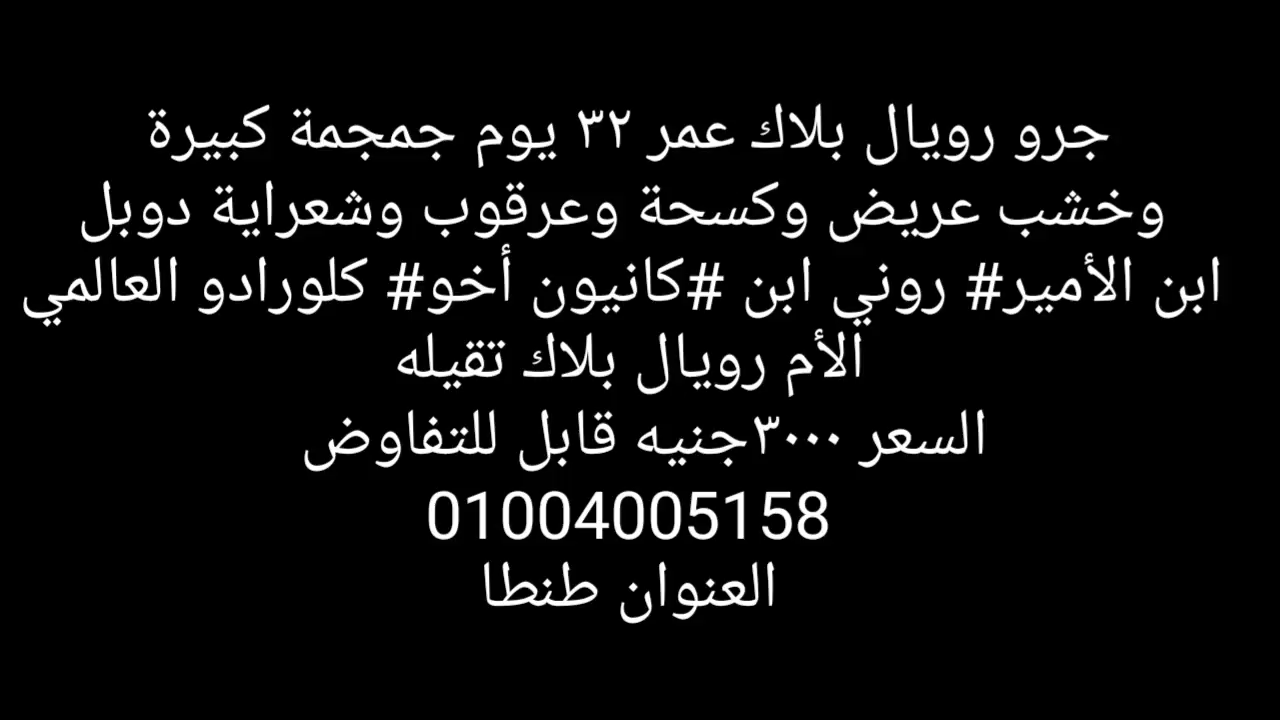 جرو رويال بلاك عمر ٣٢ يوم جمجمة كبيرة
وخشب عريض وكسحة وعرقوب وشعراية دوبل
ابن الأمير# روني ابن #كانيون أخو# كلورادو العالمي
الأم رويال بلاك تقيله
السعر ٣٠٠٠جنيه قابل للتفاوض
01004005158
العنوان طنطا